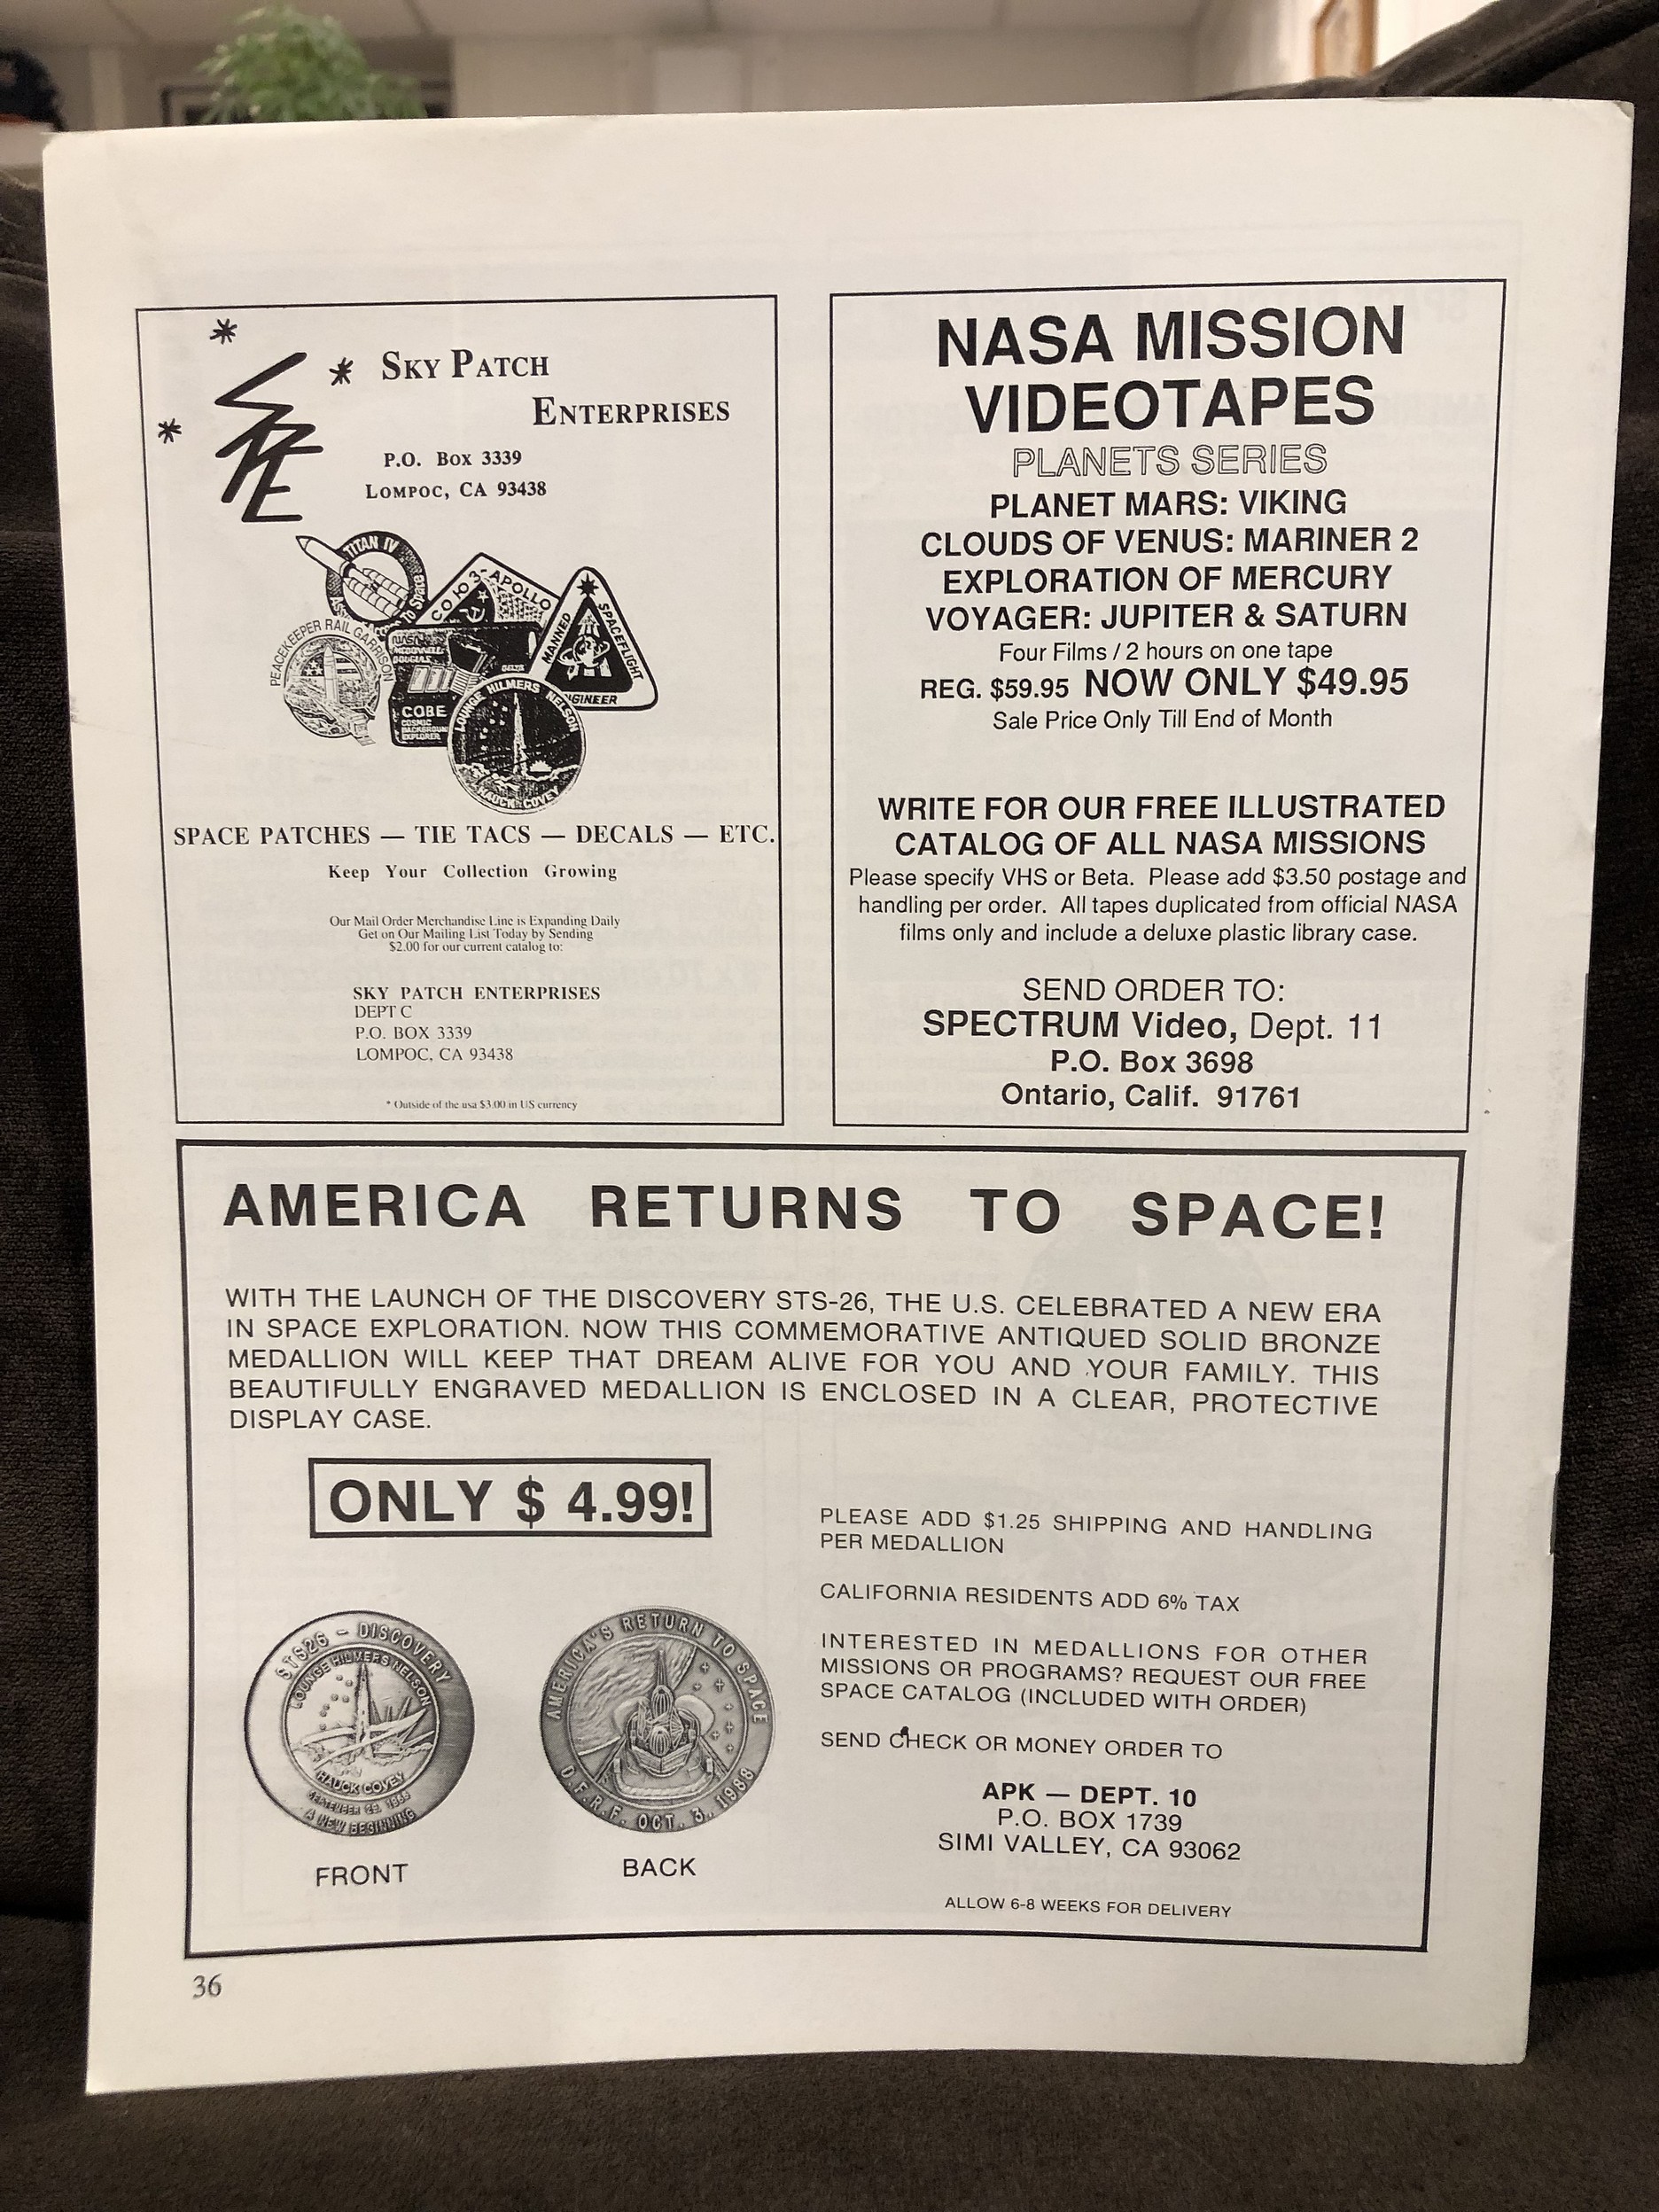 SPE
SKY PATCH
ENTERPRISES
P.O. Box 3339
LOMPOC, CA 93438
TITAN IV
to Space
СОЮЗ-APOLLO
MANNED SPACEFLIGHT
ENGINEER
PEACEKEEPER RAIL GARRISON
NASA
MCDONNELL
DOUGLAS
DELTA
COBE
COSMIC
BACKGROUND
EXPLORER
LOUNGE HILMERS NELSON
HAUCK COVEY
SPACE PATCHES — TIE TACS — DECALS — ETC.
Keep Your Collection Growing
Our Mail Order Merchandise Line is Expanding Daily
Get on Our Mailing List Today by Sending
$2.00 for our current catalog to:
SKY PATCH ENTERPRISES
DEPT C
P.O. BOX 3339
LOMPOC, CA 93438
* Outside of the usa $3.00 in US currency
NASA MISSION
VIDEOTAPES
PLANETS SERIES
PLANET MARS: VIKING
CLOUDS OF VENUS: MARINER 2
EXPLORATION OF MERCURY
VOYAGER: JUPITER & SATURN
Four Films / 2 hours on one tape
REG. $59.95 NOW ONLY $49.95
Sale Price Only Till End of Month
WRITE FOR OUR FREE ILLUSTRATED
CATALOG OF ALL NASA MISSIONS
Please specify VHS or Beta. Please add $3.50 postage and
handling per order. All tapes duplicated from official NASA
films only and include a deluxe plastic library case.
SEND ORDER TO:
SPECTRUM Video, Dept. 11
P.O. Box 3698
Ontario, Calif. 91761
AMERICA RETURNS TO SPACE!
WITH THE LAUNCH OF THE DISCOVERY STS-26, THE U.S. CELEBRATED A NEW ERA
IN SPACE EXPLORATION. NOW THIS COMMEMORATIVE ANTIQUED SOLID BRONZE
MEDALLION WILL KEEP THAT DREAM ALIVE FOR YOU AND YOUR FAMILY. THIS
BEAUTIFULLY ENGRAVED MEDALLION IS ENCLOSED IN A CLEAR, PROTECTIVE
DISPLAY CASE.
ONLY $ 4.99!
STS26 - DISCOVERY
LOUNGE HILMERS NELSON
HAUCK COVEY
SEPTEMBER 29, 1988
A NEW BEGINNING
FRONT
AMERICA'S RETURN TO SPACE
D.F.R.F. OCT. 3, 1988
BACK
PLEASE ADD $1.25 SHIPPING AND HANDLING
PER MEDALLION
CALIFORNIA RESIDENTS ADD 6% TAX
INTERESTED IN MEDALLIONS FOR OTHER
MISSIONS OR PROGRAMS? REQUEST OUR FREE
SPACE CATALOG (INCLUDED WITH ORDER)
SEND CHECK OR MONEY ORDER TO
APK — DEPT. 10
P.O. BOX 1739
SIMI VALLEY, CA 93062
ALLOW 6-8 WEEKS FOR DELIVERY
36